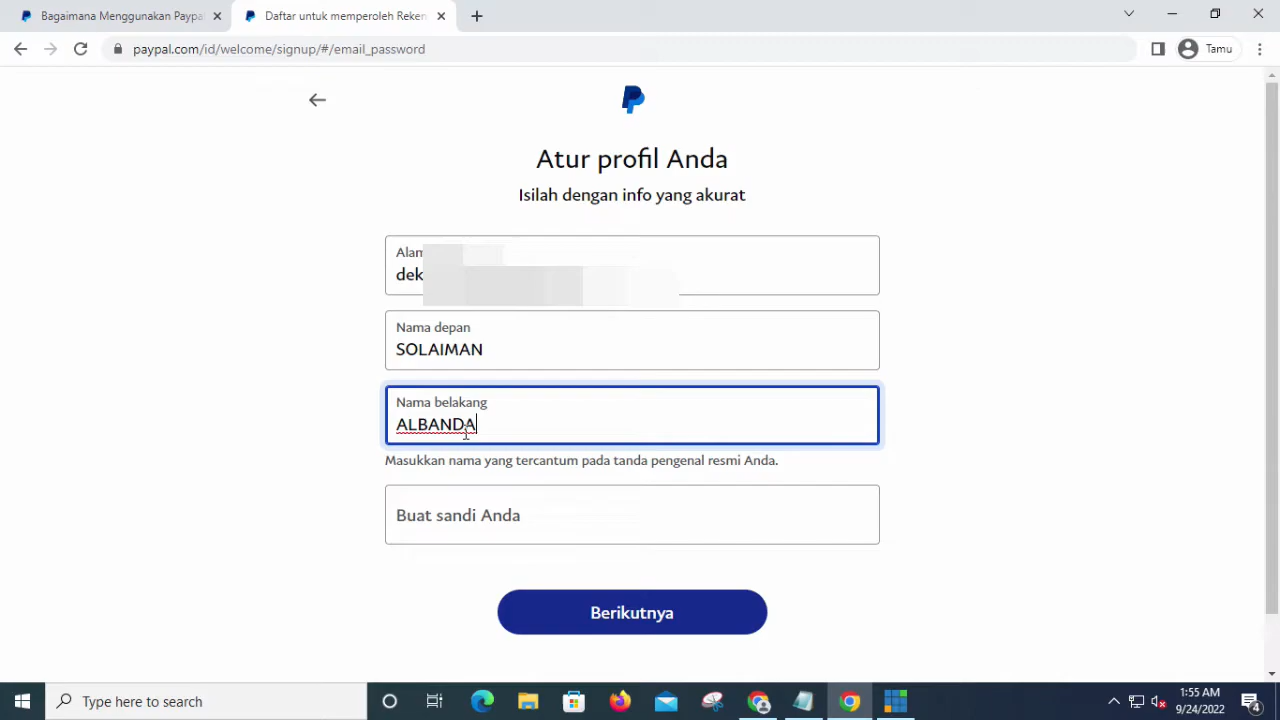 Bagaimana Menggunakan Paypa
Daftar untuk memperoleh Reken
paypal.com/id/welcome/signup/#/email_password
Tamu
Atur profil Anda
Isilah dengan info yang akurat
Alam
dek
Nama depan
SOLAIMAN
Nama belakang
ALBANDA
Masukkan nama yang tercantum pada tanda pengenal resmi Anda.
Buat sandi Anda
Berikutnya
Type here to search
1:55 AM
9/24/2022
4